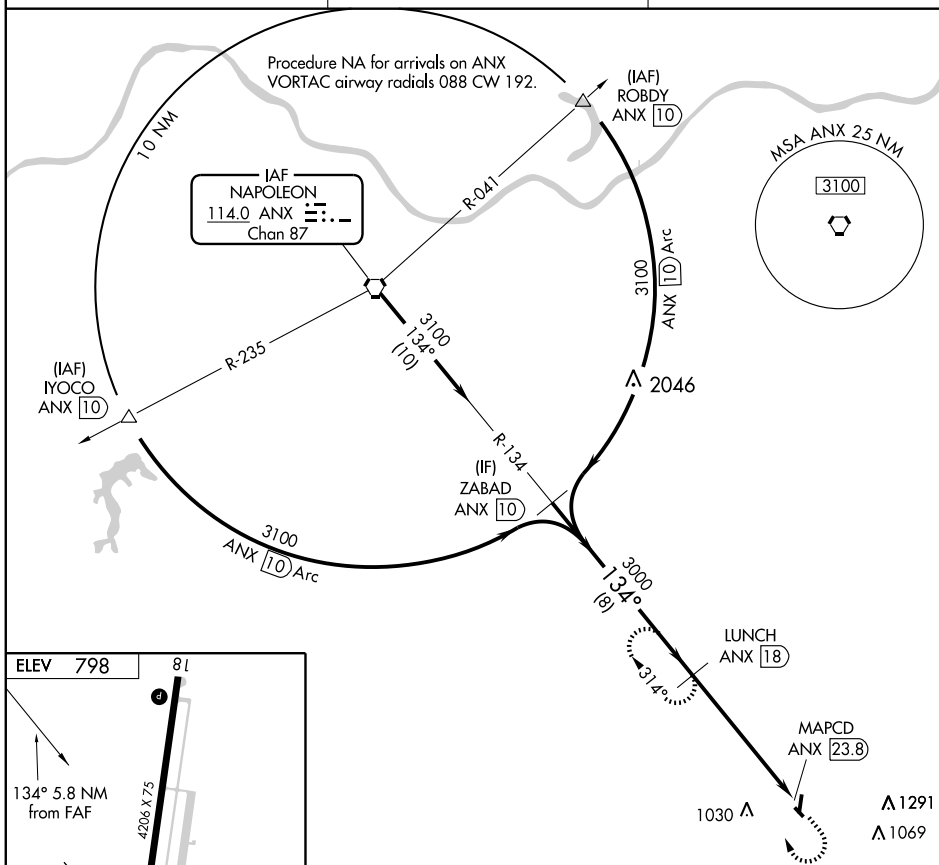 Procedure NA for arrivals on ANX
VORTAC airway radials 088 CW 192.
(IAF)
ROBDY
ANX 10
10 NM
MSA ANX 25 NM
3100
IAF
NAPOLEON
114.0 ANX
Chan 87
R-041
3100
ANX 10 Arc
3100
134°
(10)
R-235
(IAF)
IYOCO
ANX 10
2046
R-134
(IF)
ZABAD
ANX 10
3100
ANX 10 Arc
3000
134°
(8)
LUNCH
ANX 18
314°
MAPCD
ANX 23.8
1030
1291
1069
ELEV 798
18
P
134° 5.8 NM
from FAF
4206 X 75